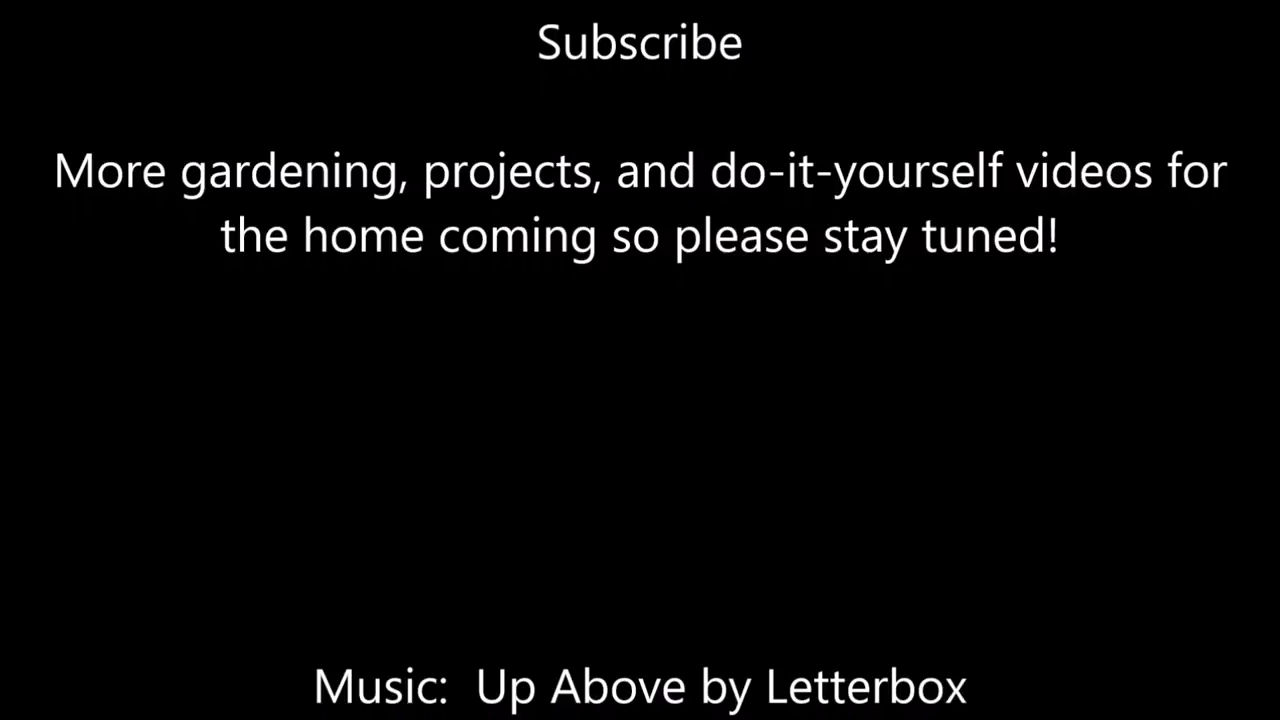 Subscribe
More gardening, projects, and do-it-yourself videos for
the home coming so please stay tuned!
Music:  Up Above by Letterbox